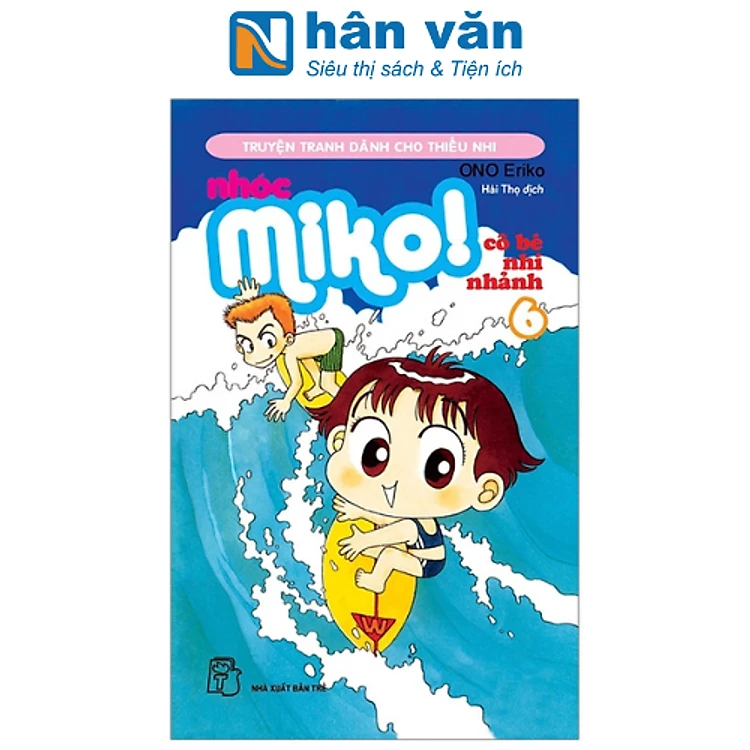 N hân văn
Siêu thị sách & Tiện ích
TRUYỆN TRANH DÀNH CHO THIẾU NHI
ONO Eriko
Hải Thọ dịch
nhóc
miko!
cô bé
nhí
nhảnh
6
W
T
NHÀ XUẤT BẢN TRẺ